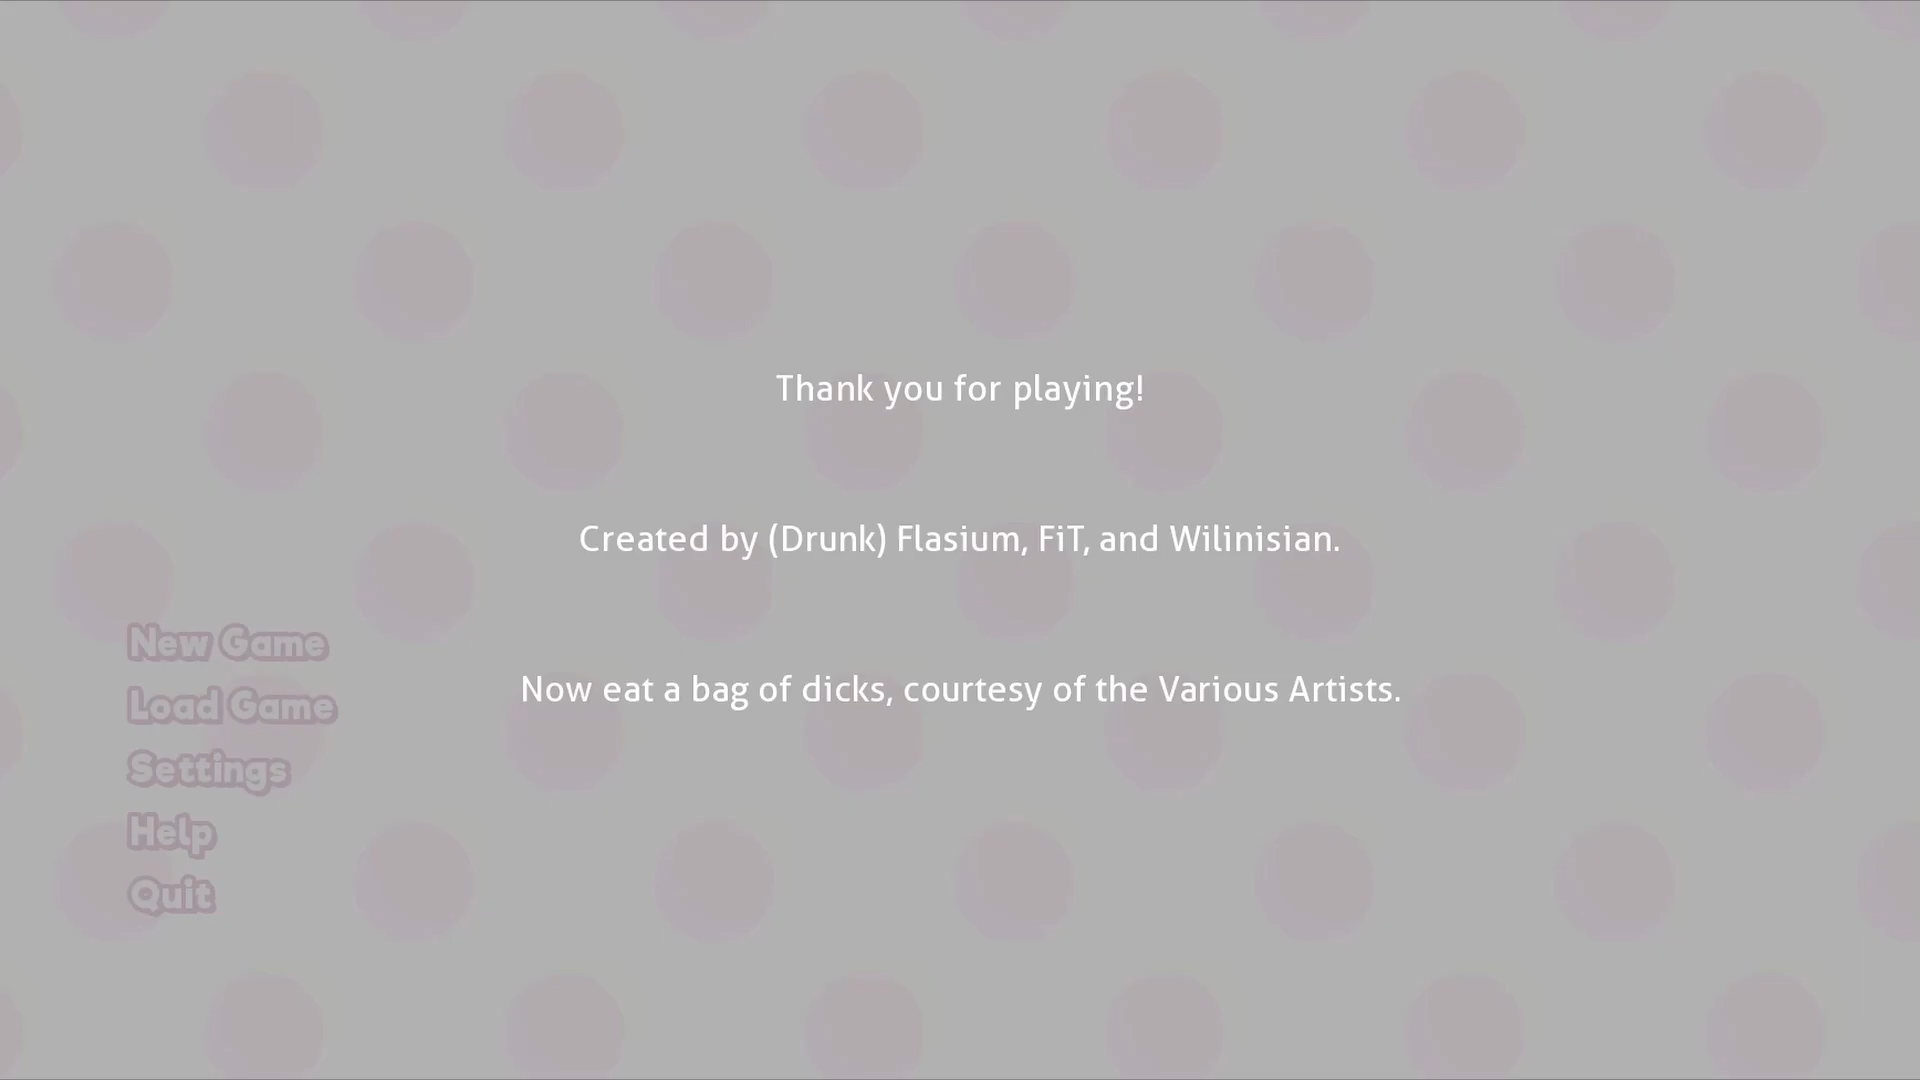 Thank you for playing!
Created by (Drunk) Flasium, FiT, and Wilinisian.
Now eat a bag of dicks, courtesy of the Various Artists.
New Game
Load Game
Settings
Help
Quit